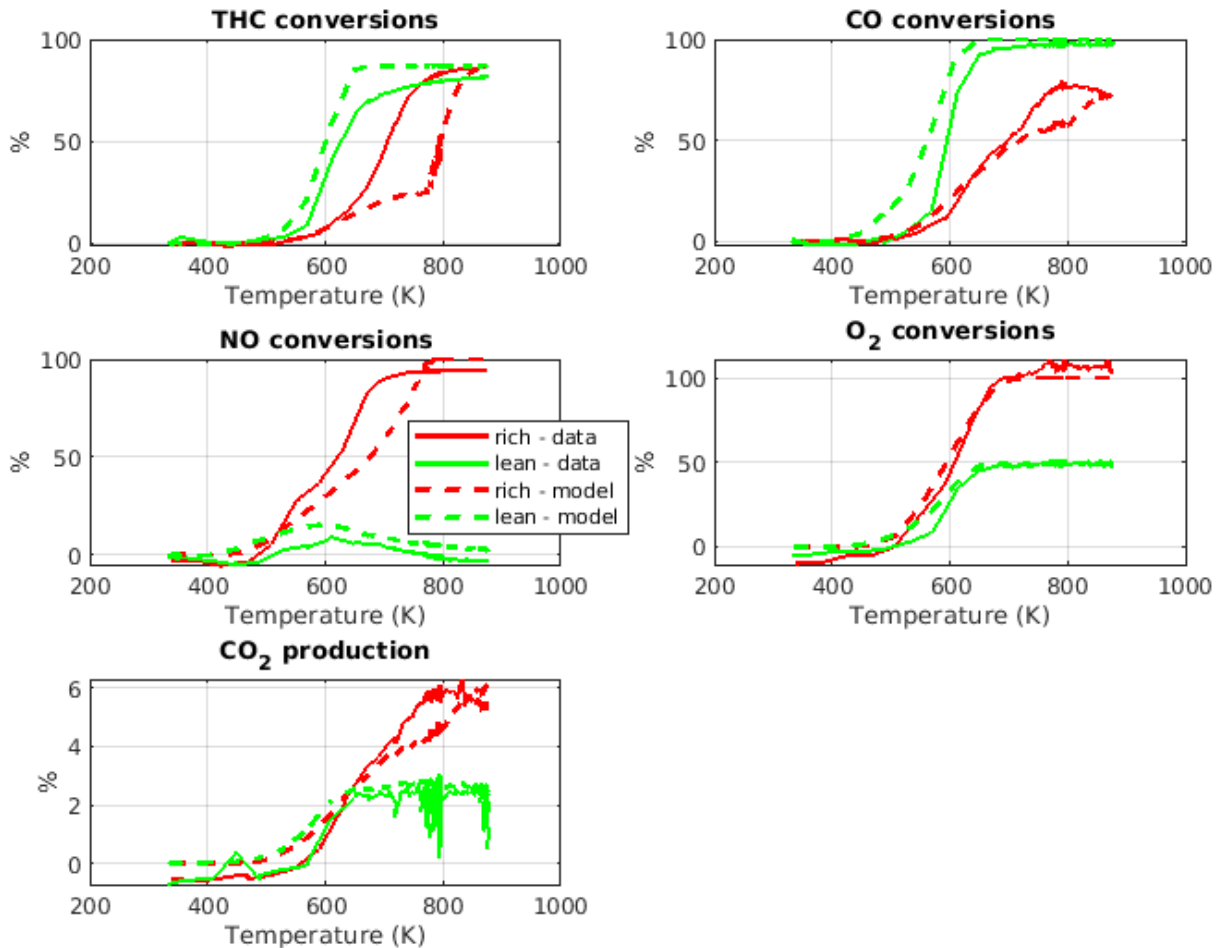 THC conversions
100
50
0
%
200 400 600 800 1000
Temperature (K)
CO conversions
100
50
0
%
200 400 600 800 1000
Temperature (K)
NO conversions
100
50
0
%
200 400 600 800 1000
Temperature (K)
rich - data
lean - data
rich - model
lean - model
O2 conversions
100
50
0
%
200 400 600 800 1000
Temperature (K)
CO2 production
6
4
2
0
%
200 400 600 800 1000
Temperature (K)